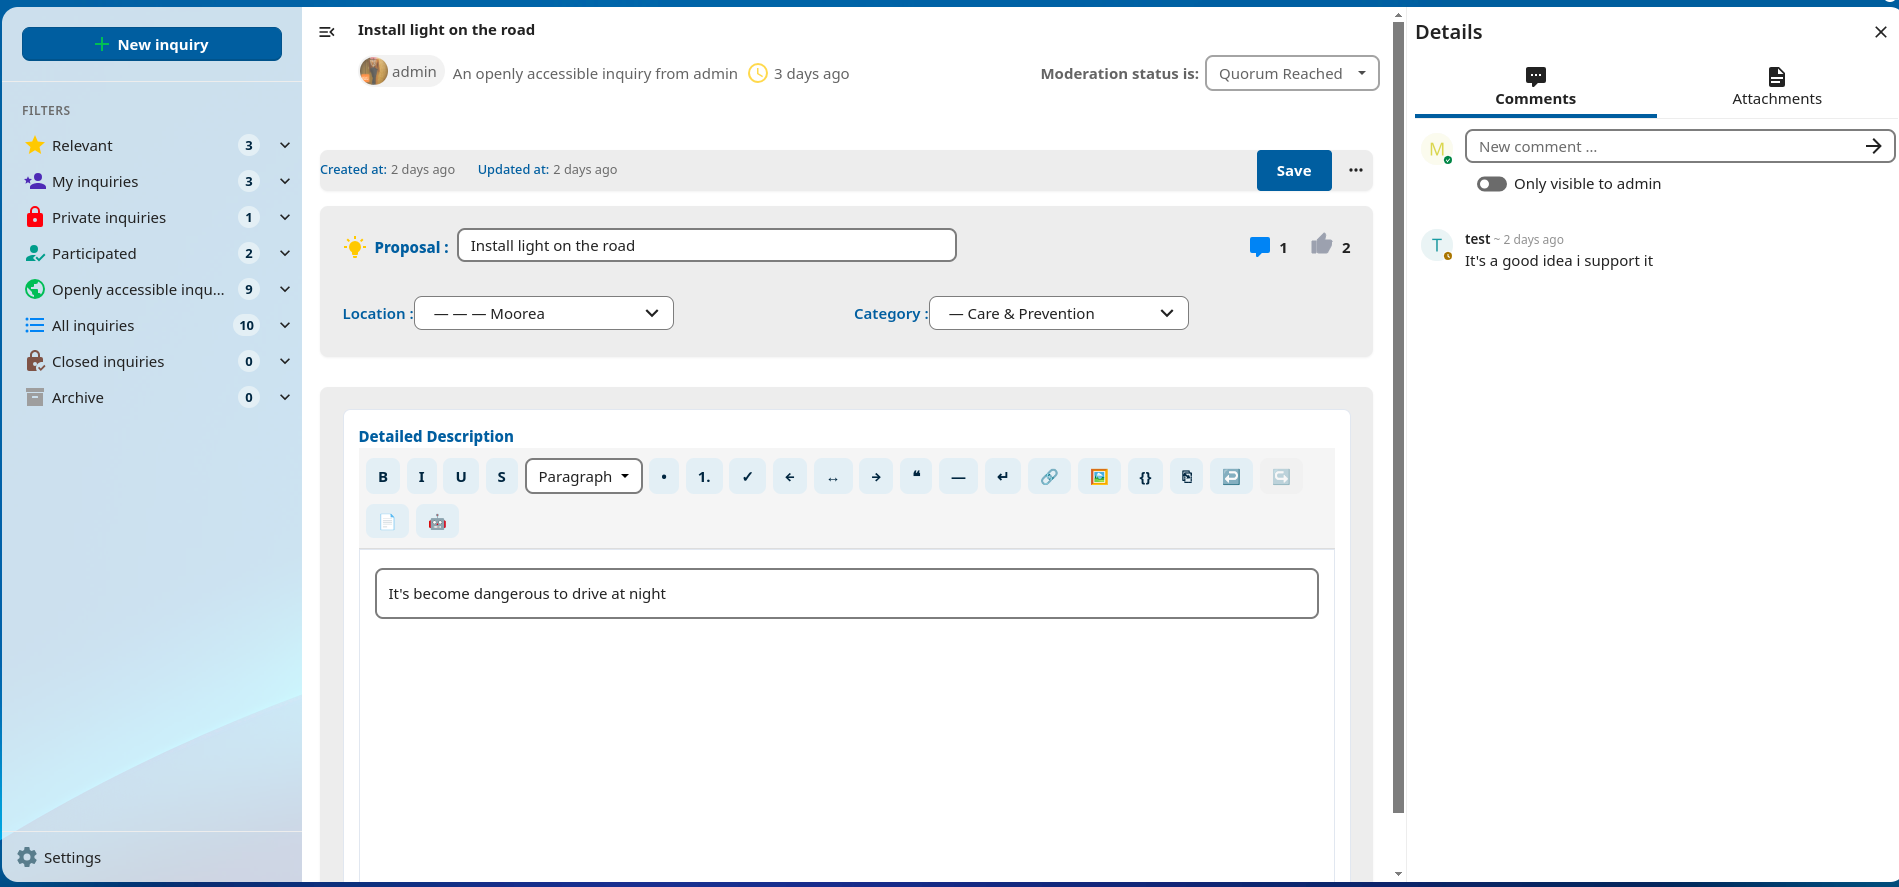 New inquiry
FILTERS
Relevant 3
My inquiries 3
Private inquiries 1
Participated 2
Openly accessible inqu... 9
All inquiries 10
Closed inquiries 0
Archive 0
Settings
Install light on the road
admin An openly accessible inquiry from admin 3 days ago
Moderation status is: Quorum Reached
Created at: 2 days ago Updated at: 2 days ago
Save
Proposal : Install light on the road
1 2
Location : — — — Moorea
Category : — Care & Prevention
Detailed Description
B I U S Paragraph • 1. ✓ ← ↔ → ❝ — ↵ {}
It's become dangerous to drive at night
Details
Comments
Attachments
M New comment ...
Only visible to admin
T test ~ 2 days ago
It's a good idea i support it